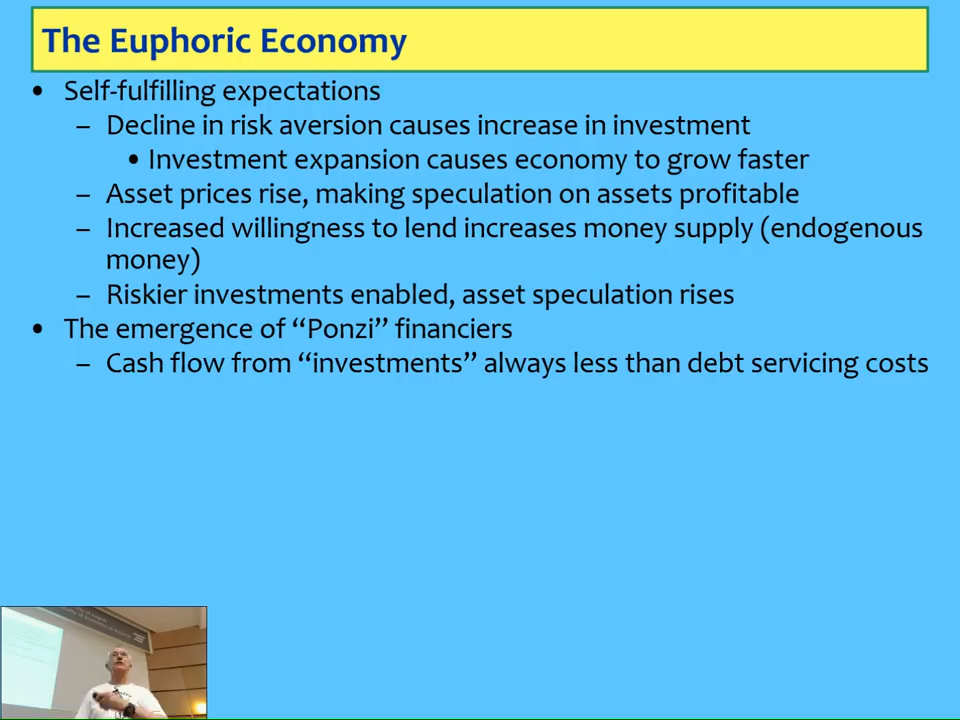 The Euphoric Economy
• Self-fulfilling expectations
– Decline in risk aversion causes increase in investment
• Investment expansion causes economy to grow faster
– Asset prices rise, making speculation on assets profitable
– Increased willingness to lend increases money supply (endogenous
money)
– Riskier investments enabled, asset speculation rises
• The emergence of “Ponzi” financiers
– Cash flow from “investments” always less than debt servicing costs